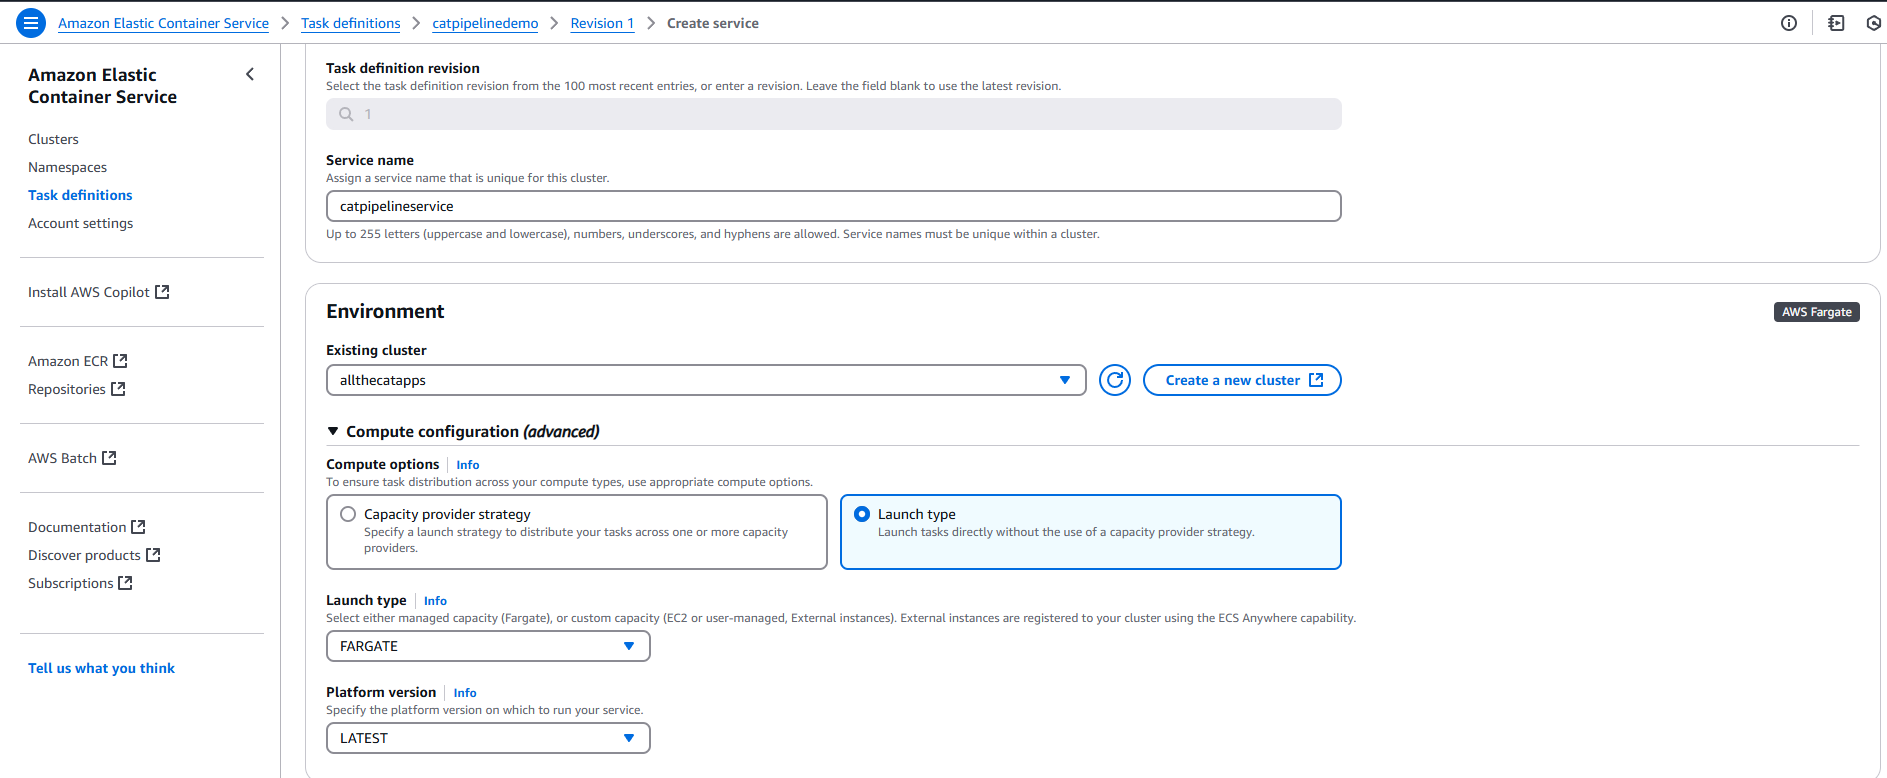 Amazon Elastic Container Service > Task definitions > catpipelinedemo > Revision 1 > Create service
Amazon Elastic
Container Service
Clusters
Namespaces
Task definitions
Account settings
Install AWS Copilot
Amazon ECR
Repositories
AWS Batch
Documentation
Discover products
Subscriptions
Tell us what you think
Task definition revision
Select the task definition revision from the 100 most recent entries, or enter a revision. Leave the field blank to use the latest revision.
1
Service name
Assign a service name that is unique for this cluster.
catpipelineservice
Up to 255 letters (uppercase and lowercase), numbers, underscores, and hyphens are allowed. Service names must be unique within a cluster.
Environment
AWS Fargate
Existing cluster
allthecatapps
Create a new cluster
Compute configuration (advanced)
Compute options Info
To ensure task distribution across your compute types, use appropriate compute options.
Capacity provider strategy
Specify a launch strategy to distribute your tasks across one or more capacity
providers.
Launch type
Launch tasks directly without the use of a capacity provider strategy.
Launch type Info
Select either managed capacity (Fargate), or custom capacity (EC2 or user-managed, External instances). External instances are registered to your cluster using the ECS Anywhere capability.
FARGATE
Platform version Info
Specify the platform version on which to run your service.
LATEST